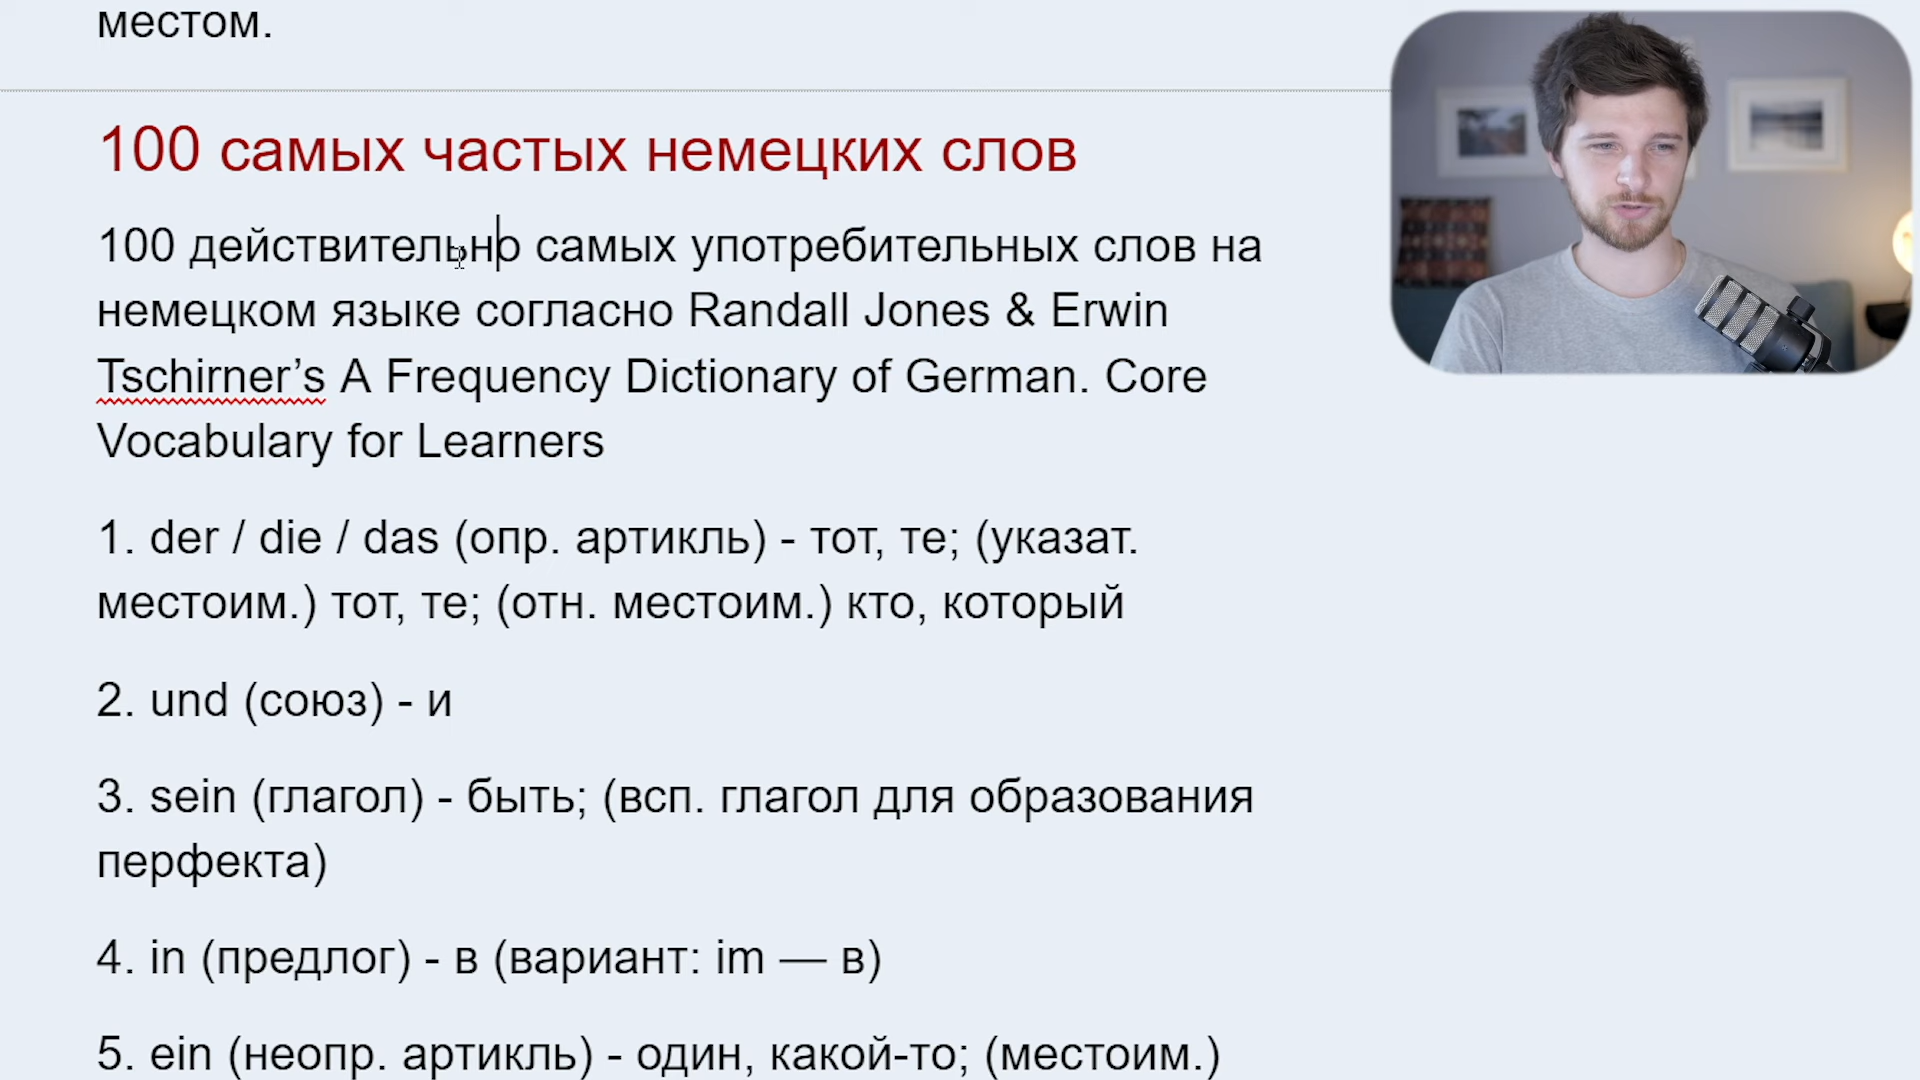 местом.
100 самых частых немецких слов
100 действительно самых употребительных слов на
немецком языке согласно Randall Jones & Erwin
Tschirner’s A Frequency Dictionary of German. Core
Vocabulary for Learners
1. der / die / das (опр. артикль) - тот, те; (указат.
местоим.) тот, те; (отн. местоим.) кто, который
2. und (союз) - и
3. sein (глагол) - быть; (всп. глагол для образования
перфекта)
4. in (предлог) - в (вариант: im — в)
5. ein (неопр. артикль) - один, какой-то; (местоим.)